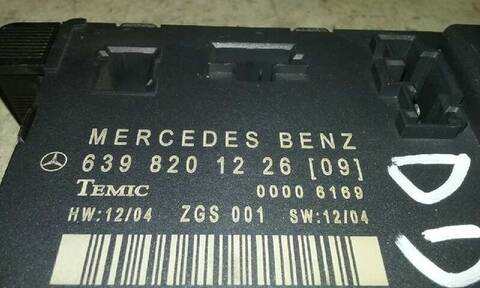 MERCEDES BENZ
639 820 12 26 [09]
TEMIC 0000 6169
HW:12/04 ZGS 001 SW:12/04